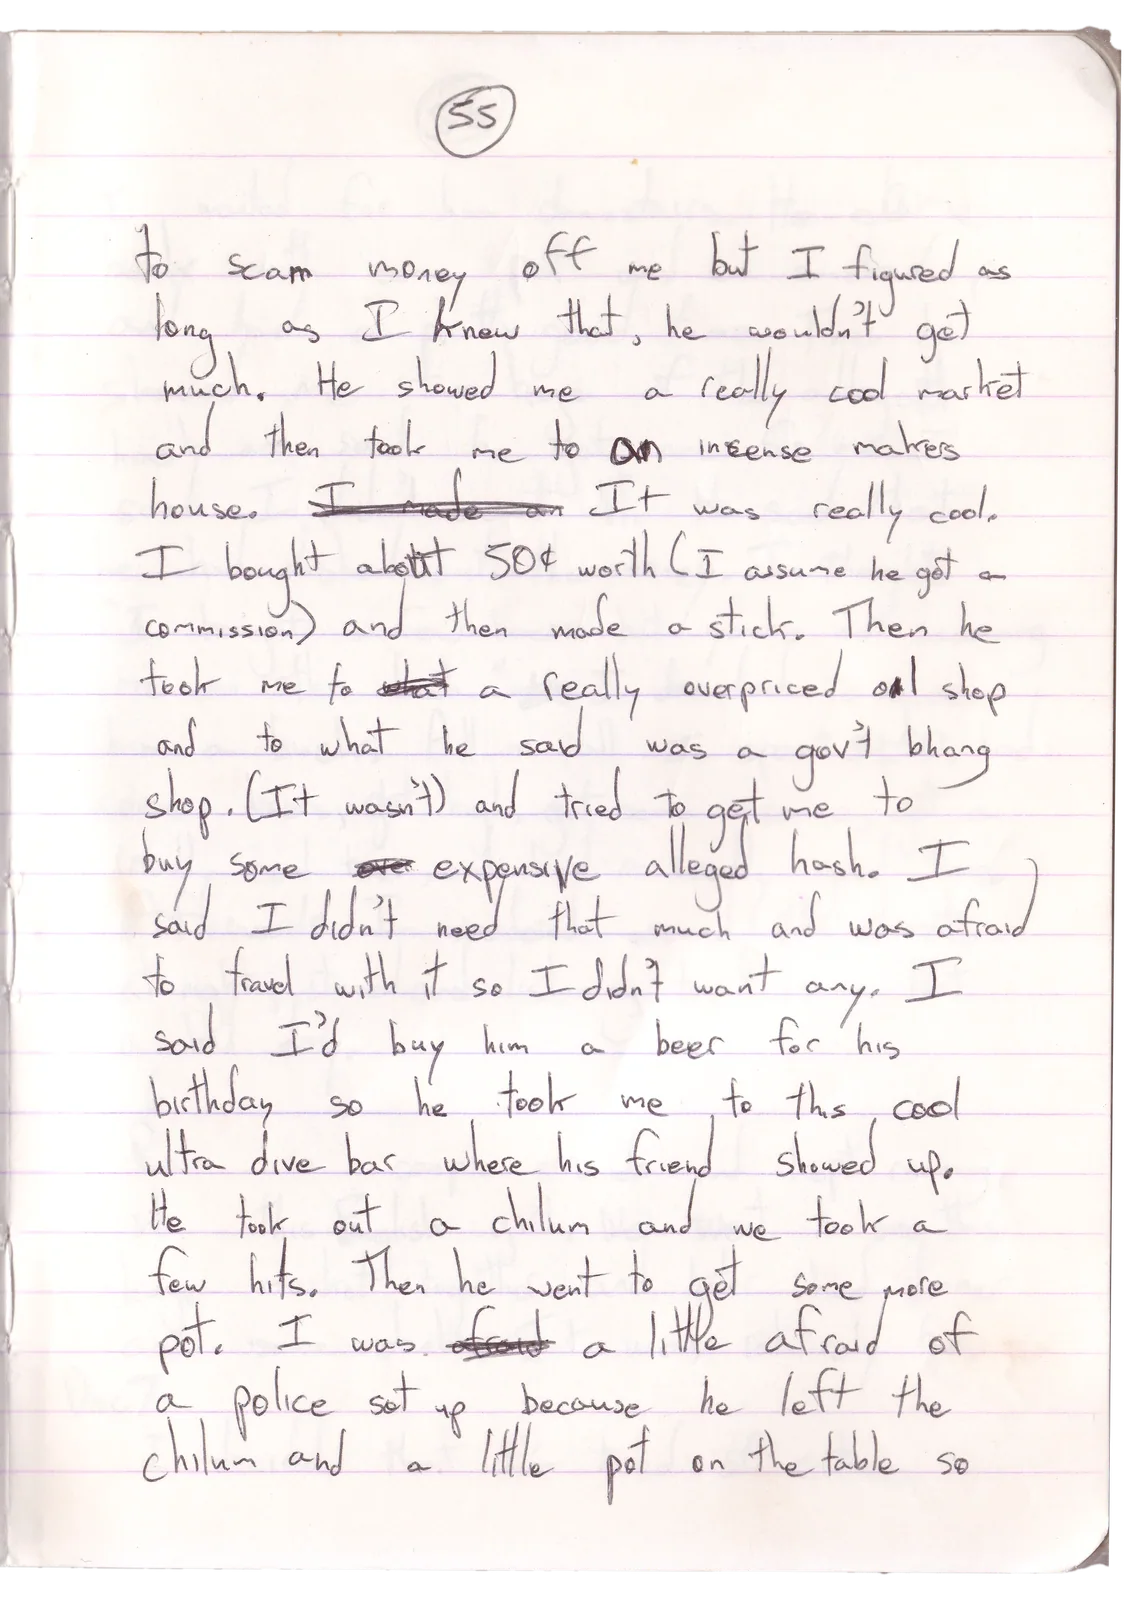 55
to scam money off me but I figured as
long as I knew that, he wouldn't get
much. He showed me a really cool market
and then took me to an incense makers
house. I made an It was really cool.
I bought about 50¢ worth (I assume he got a
commission) and then made a stick. Then he
took me to what a really overpriced oil shop
and to what he said was a gov't bhang
shop. (It wasn't) and tried to get me to
buy some over expensive alleged hash. I
said I didn't need that much and was afraid
to travel with it so I didn't want any. I
said I'd buy him a beer for his
birthday so he took me to this cool
ultra dive bar where his friend showed up.
He took out a chilum and we took a
few hits. Then he went to get some more
pot. I was afraid a little afraid of
a police set up because he left the
chilum and a little pot on the table so